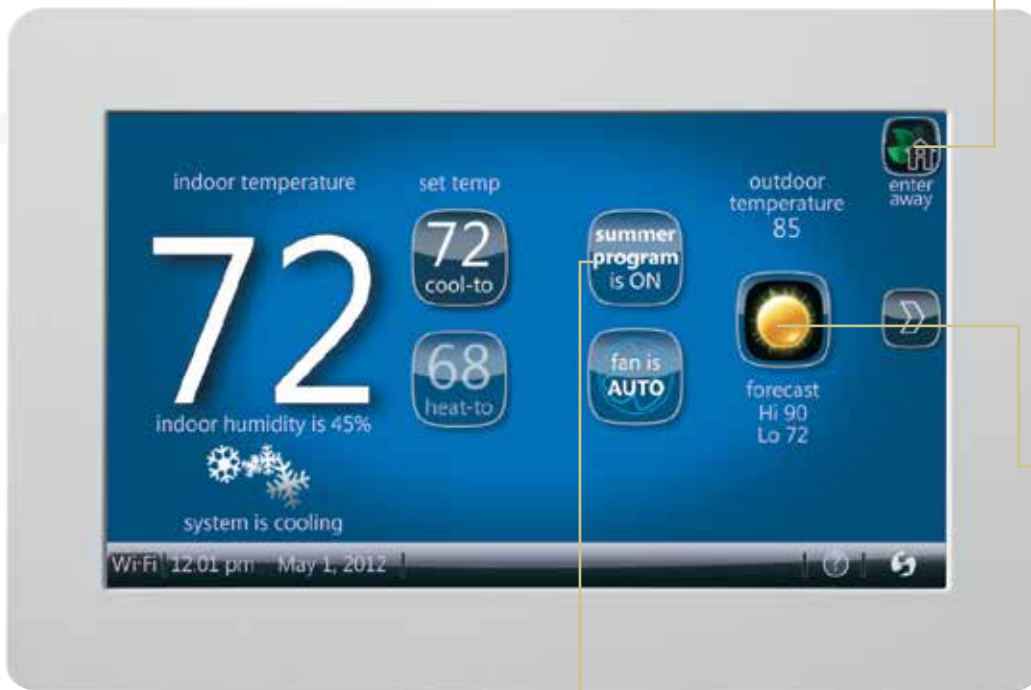 indoor temperature
72
indoor humidity is 45%
system is cooling
set temp
72
cool-to
68
heat-to
summer
program
is ON
fan is
AUTO
outdoor
temperature
85
forecast
Hi 90
Lo 72
enter
away
Wi-Fi 12:01 pm May 1, 2012
?